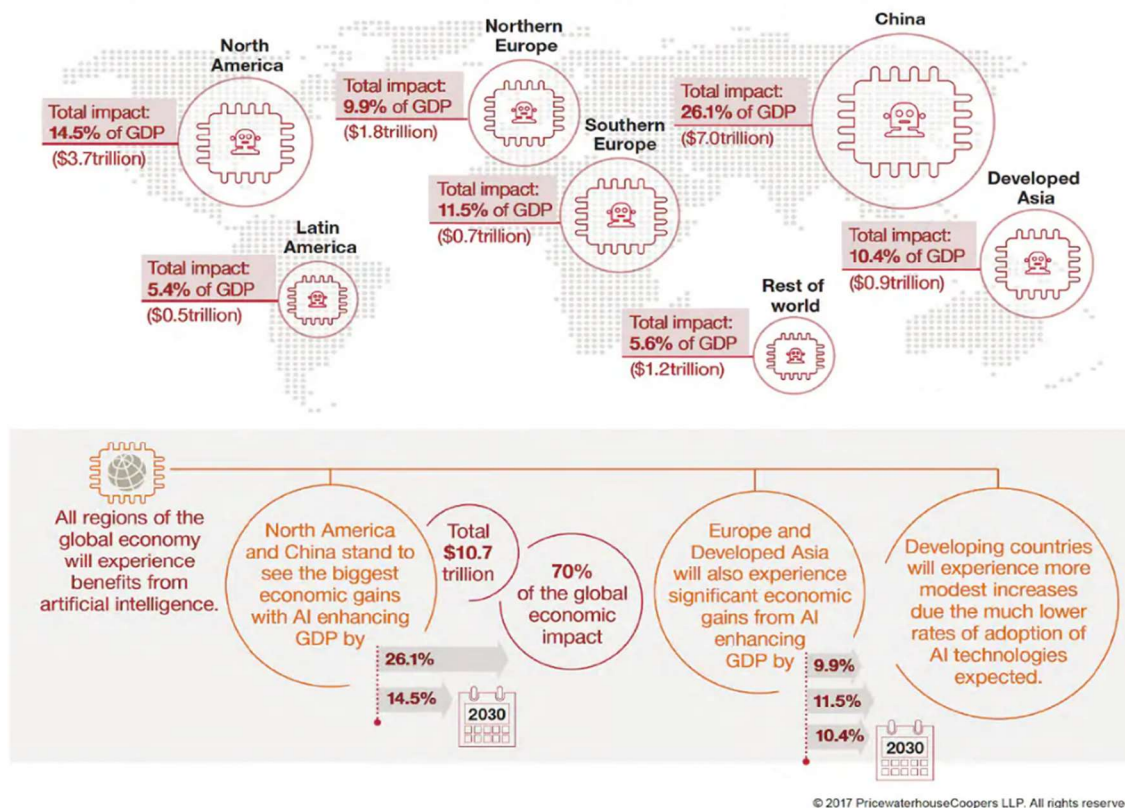 North
America
Total impact:
14.5% of GDP
($3.7trillion)
Northern
Europe
Total impact:
9.9% of GDP
($1.8trillion)
China
Total impact:
26.1% of GDP
($7.0trillion)
Southern
Europe
Total impact:
11.5% of GDP
($0.7trillion)
Developed
Asia
Total impact:
10.4% of GDP
($0.9trillion)
Latin
America
Total impact:
5.4% of GDP
($0.5trillion)
Rest of
world
Total impact:
5.6% of GDP
($1.2trillion)
All regions of the
global economy
will experience
benefits from
artificial intelligence.
North America
and China stand to
see the biggest
economic gains
with AI enhancing
GDP by
26.1%
14.5%
2030
Total
$10.7
trillion
70%
of the global
economic
impact
Europe and
Developed Asia
will also experience
significant economic
gains from AI
enhancing
GDP by
9.9%
11.5%
10.4%
2030
Developing countries
will experience more
modest increases
due the much lower
rates of adoption of
AI technologies
expected.
© 2017 PricewaterhouseCoopers LLP. All rights reserve